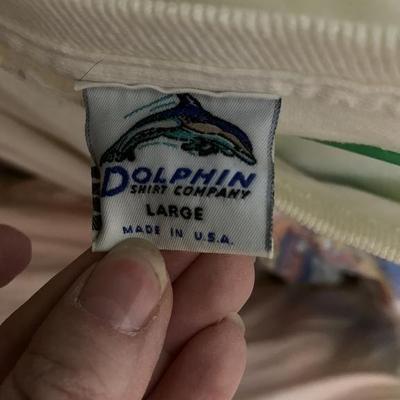 DOLPHIN
SHIRT COMPANY
LARGE
MADE IN U.S.A.